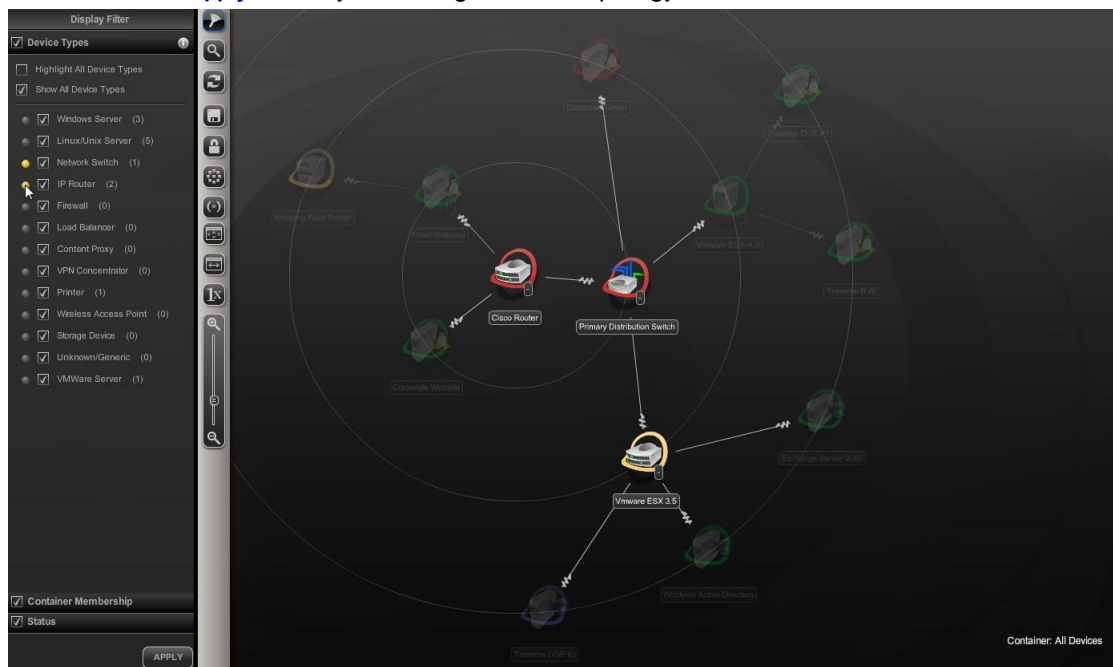 Display Filter
Device Types
Highlight All Device Types
Show All Device Types
Windows Server (3)
Linux/Unix Server (5)
Network Switch (1)
IP Router (2)
Firewall (0)
Load Balancer (0)
Content Proxy (0)
VPN Concentrator (0)
Printer (1)
Wireless Access Point (0)
Storage Device (0)
Unknown/Generic (0)
VMWare Server (1)
Container Membership
Status
APPLY
1x
Database Server
Traverse DGE #1
Shipping Floor Printer
Email Gateway
Vmware ESX 4.0
Traverse BVE
Cisco Router
Primary Distribution Switch
Corporate Website
Exchange Server 2007
Vmware ESX 3.5
Windows Active Directory
Traverse DGE #2
Container: All Devices